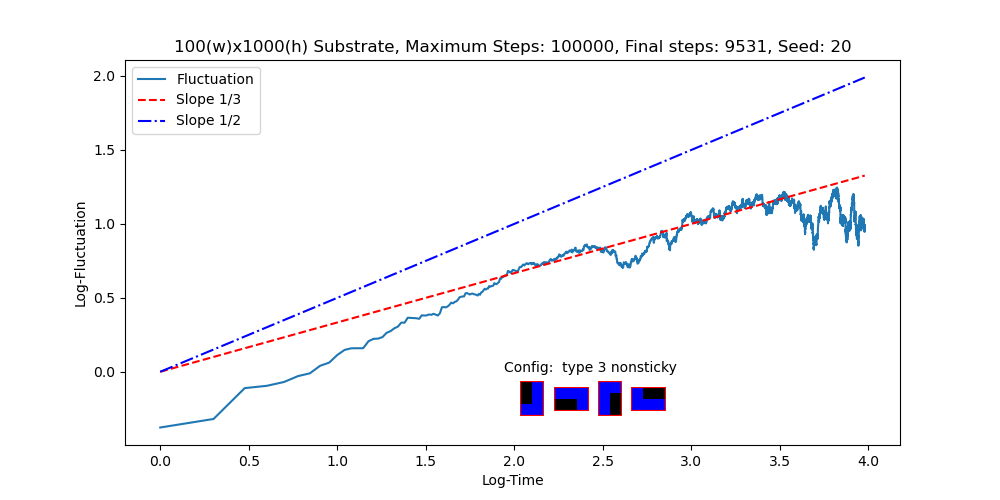 100(w)x1000(h) Substrate, Maximum Steps: 100000, Final steps: 9531, Seed: 20
Fluctuation
Slope 1/3
Slope 1/2
Log-Fluctuation
2.0
1.5
1.0
0.5
0.0
Config:  type 3 nonsticky
0.0
0.5
1.0
1.5
2.0
2.5
3.0
3.5
4.0
Log-Time